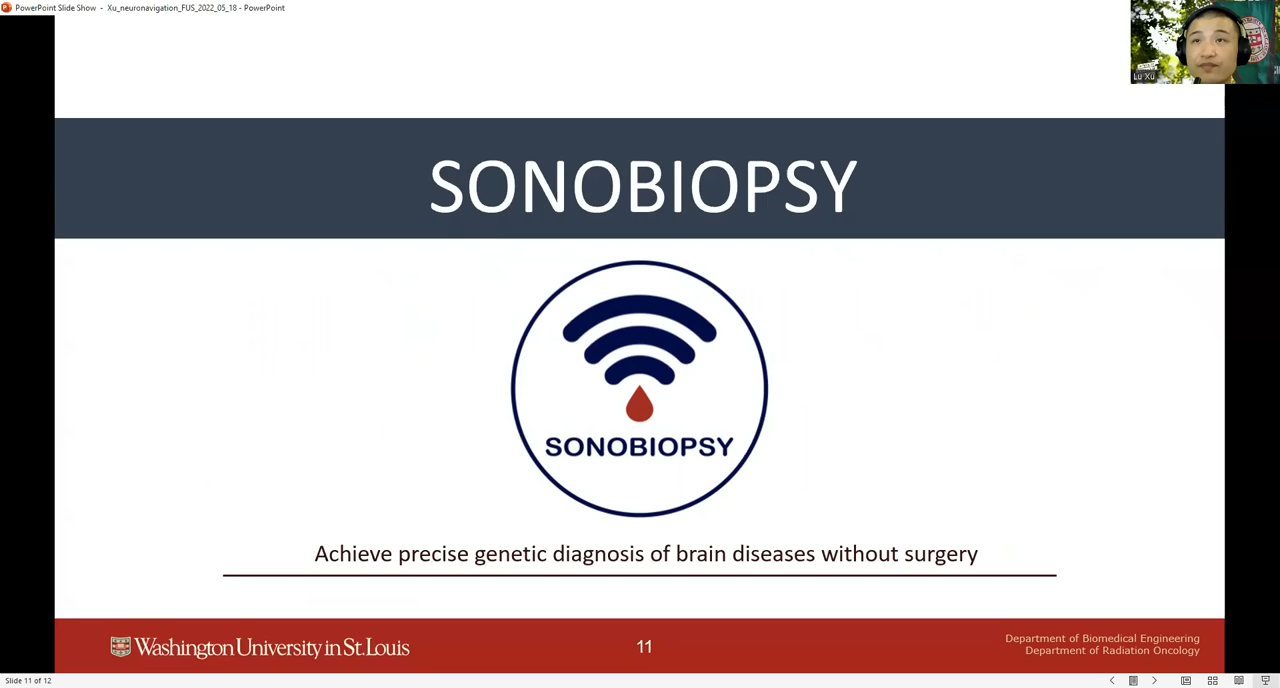 PowerPoint Slide Show - Xu_neuronavigation_FUS_2022_05_18 - PowerPoint
Lu Xu
SONOBIOPSY
SONOBIOPSY
Achieve precise genetic diagnosis of brain diseases without surgery
Washington University in St. Louis
11
Department of Biomedical Engineering
Department of Radiation Oncology
Slide 11 of 12